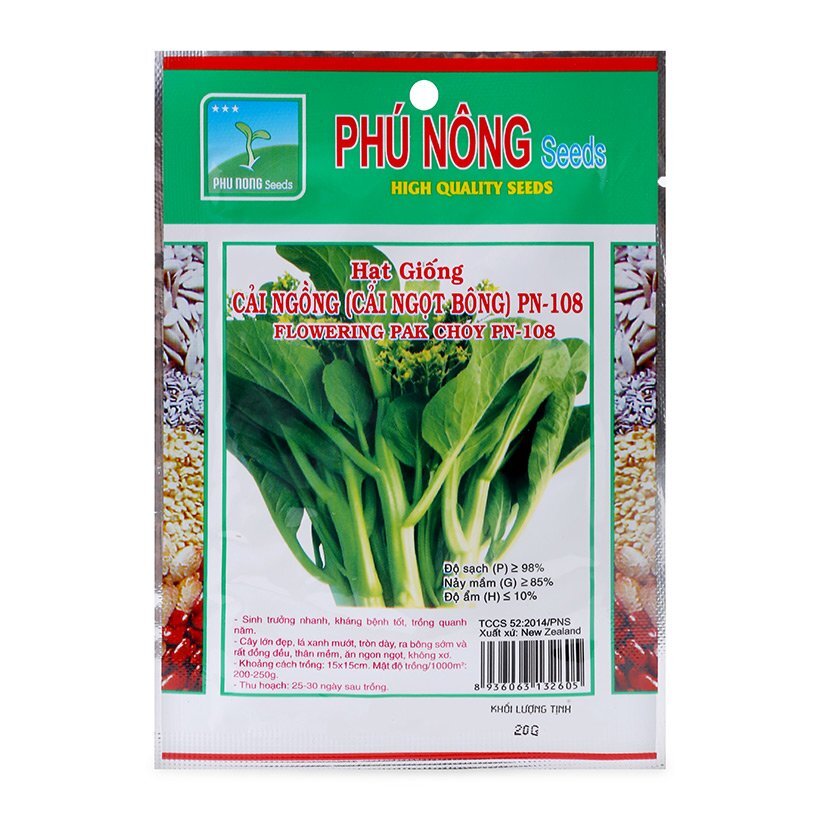 PHÚ NÔNG Seeds
HIGH QUALITY SEEDS
PHU NONG Seeds
Hạt Giống
CẢI NGỒNG (CẢI NGỌT BÔNG) PN-108
FLOWERING PAK CHOY PN-108
Độ sạch (P) ≥ 98%
Nảy mầm (G) ≥ 85%
Độ ẩm (H) ≤ 10%
- Sinh trưởng nhanh, kháng bệnh tốt, trồng quanh
năm.
- Cây lớn đẹp, lá xanh mướt, tròn dày, ra bông sớm và
rất đồng đều, thân mềm, ăn ngon ngọt, không xơ.
- Khoảng cách trồng: 15x15cm. Mật độ trồng/1000m²:
200-250g.
- Thu hoạch: 25-30 ngày sau trồng.
TCCS 52:2014/PNS
Xuất xứ: New Zealand
8 936063 132605
KHỐI LƯỢNG TỊNH
20G